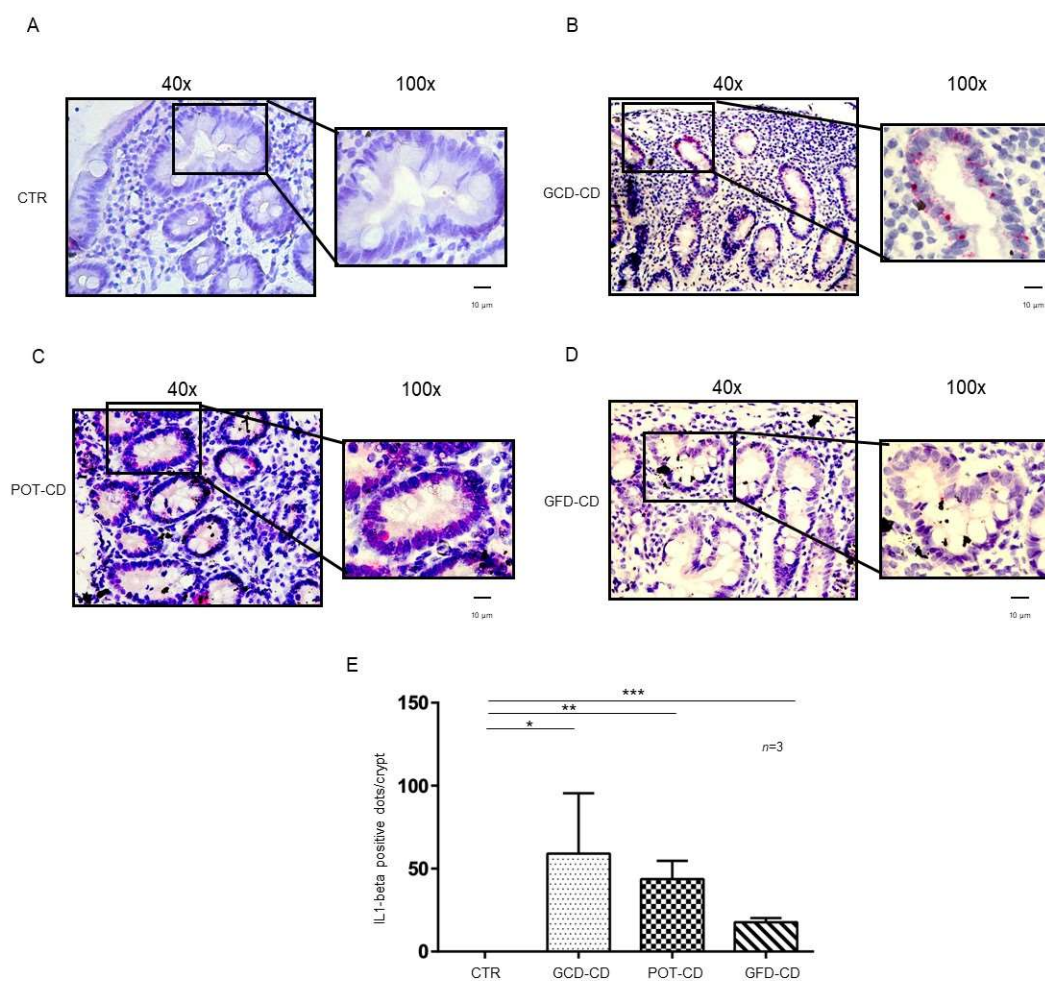 A
B
40x
100x
40x
100x
CTR
GCD-CD
10 µm
10 µm
C
D
40x
100x
40x
100x
POT-CD
GFD-CD
10 µm
10 µm
E
***
**
*
n=3
IL1-beta positive dots/crypt
150
100
50
0
CTR
GCD-CD
POT-CD
GFD-CD